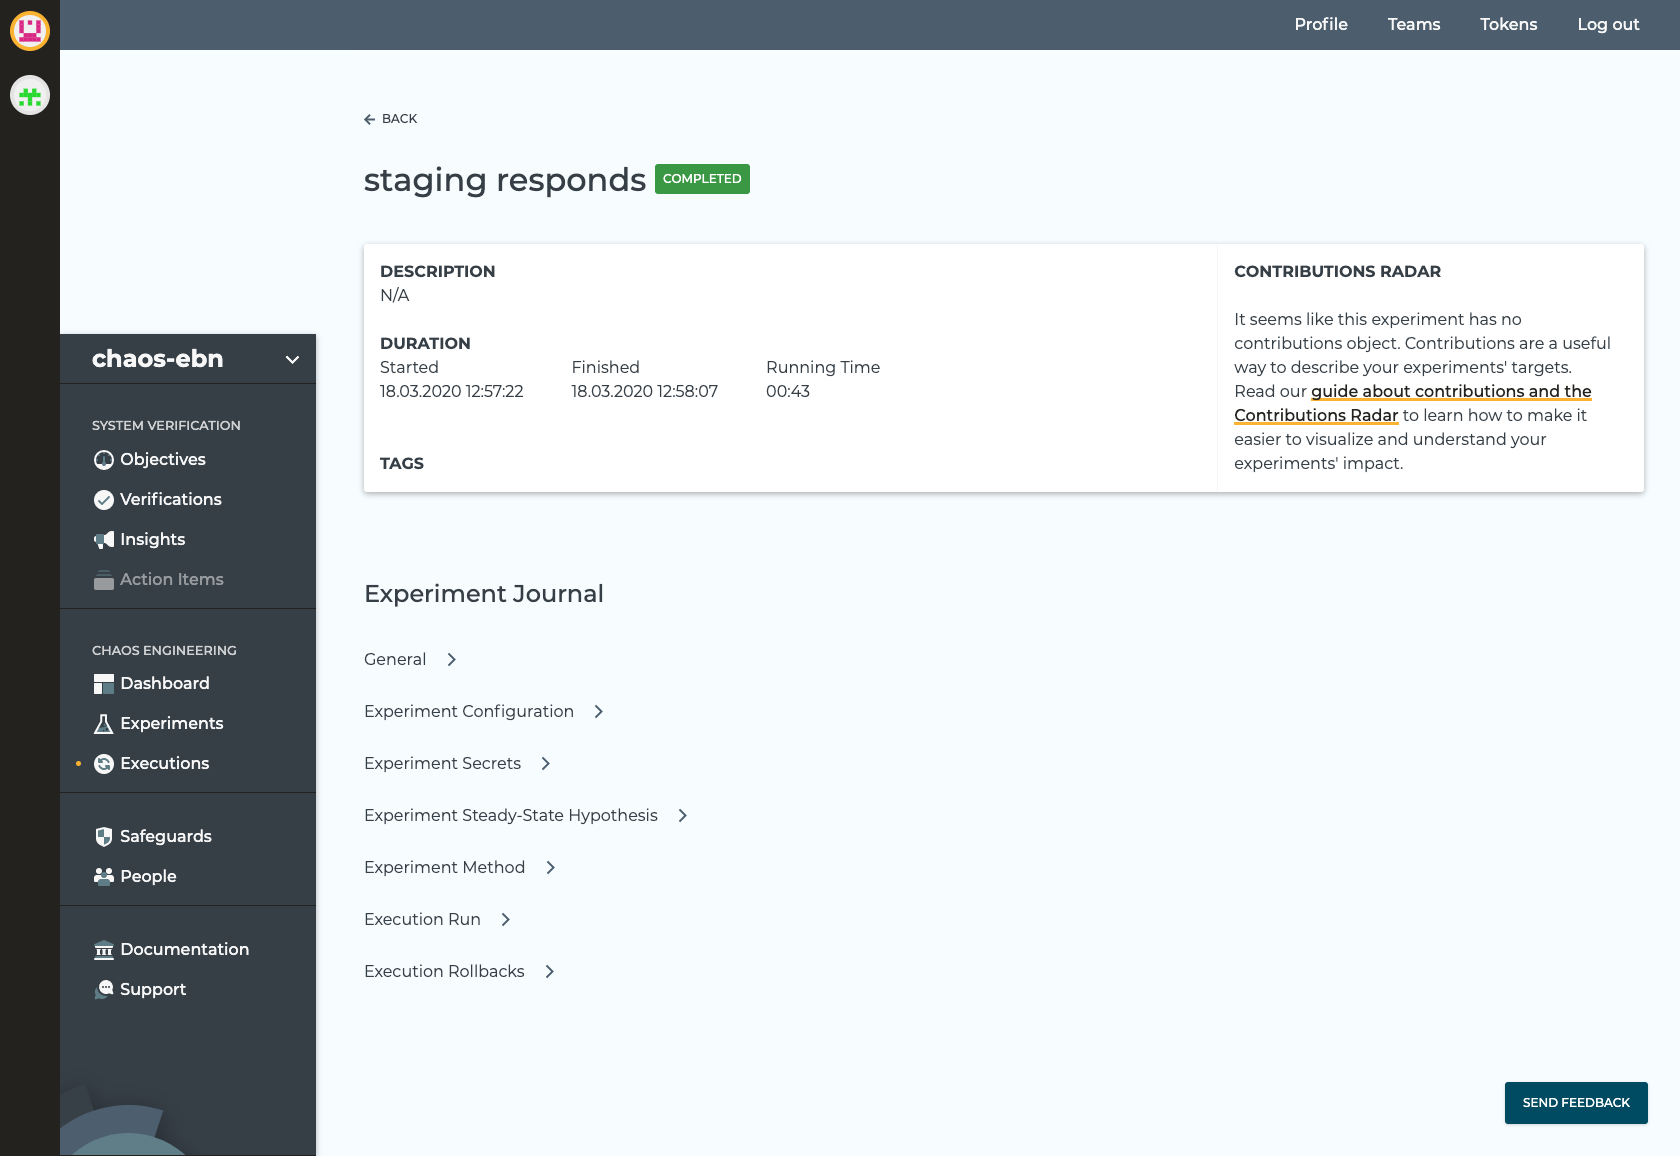 Profile Teams Tokens Log out
BACK
staging responds COMPLETED
DESCRIPTION
N/A
DURATION
Started Finished Running Time
18.03.2020 12:57:22 18.03.2020 12:58:07 00:43
TAGS
CONTRIBUTIONS RADAR
It seems like this experiment has no
contributions object. Contributions are a useful
way to describe your experiments' targets.
Read our guide about contributions and the
Contributions Radar to learn how to make it
easier to visualize and understand your
experiments' impact.
chaos-ebn
SYSTEM VERIFICATION
Objectives
Verifications
Insights
Action Items
CHAOS ENGINEERING
Dashboard
Experiments
Executions
Safeguards
People
Documentation
Support
Experiment Journal
General
Experiment Configuration
Experiment Secrets
Experiment Steady-State Hypothesis
Experiment Method
Execution Run
Execution Rollbacks
SEND FEEDBACK